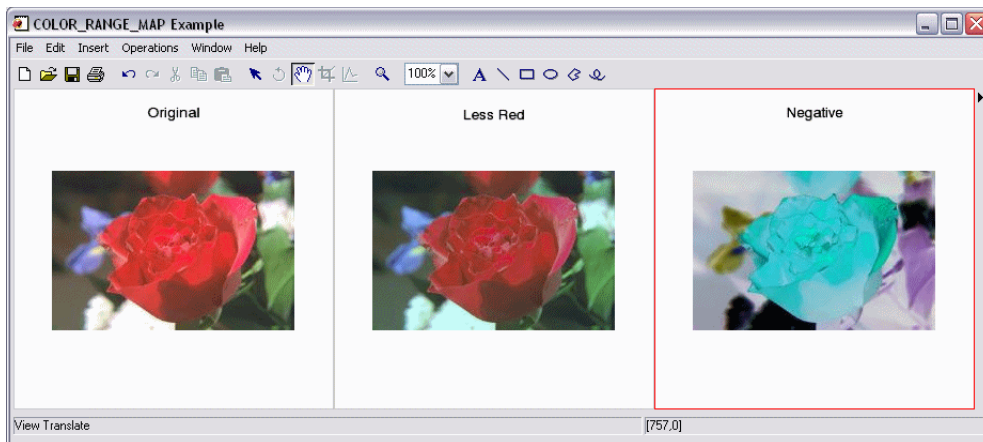 COLOR_RANGE_MAP Example
File Edit Insert Operations Window Help
100%
A
Original
Less Red
Negative
View Translate
[757,0]